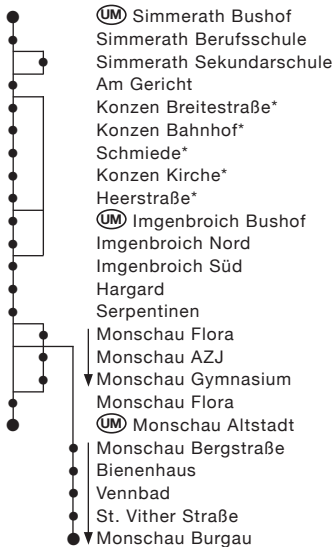 UM Simmerath Bushof
Simmerath Berufsschule
Simmerath Sekundarschule
Am Gericht
Konzen Breitestraße*
Konzen Bahnhof*
Schmiede*
Konzen Kirche*
Heerstraße*
UM Imgenbroich Bushof
Imgenbroich Nord
Imgenbroich Süd
Hargard
Serpentinen
Monschau Flora
Monschau AZJ
Monschau Gymnasium
Monschau Flora
UM Monschau Altstadt
Monschau Bergstraße
Bienenhaus
Vennbad
St. Vither Straße
Monschau Burgau